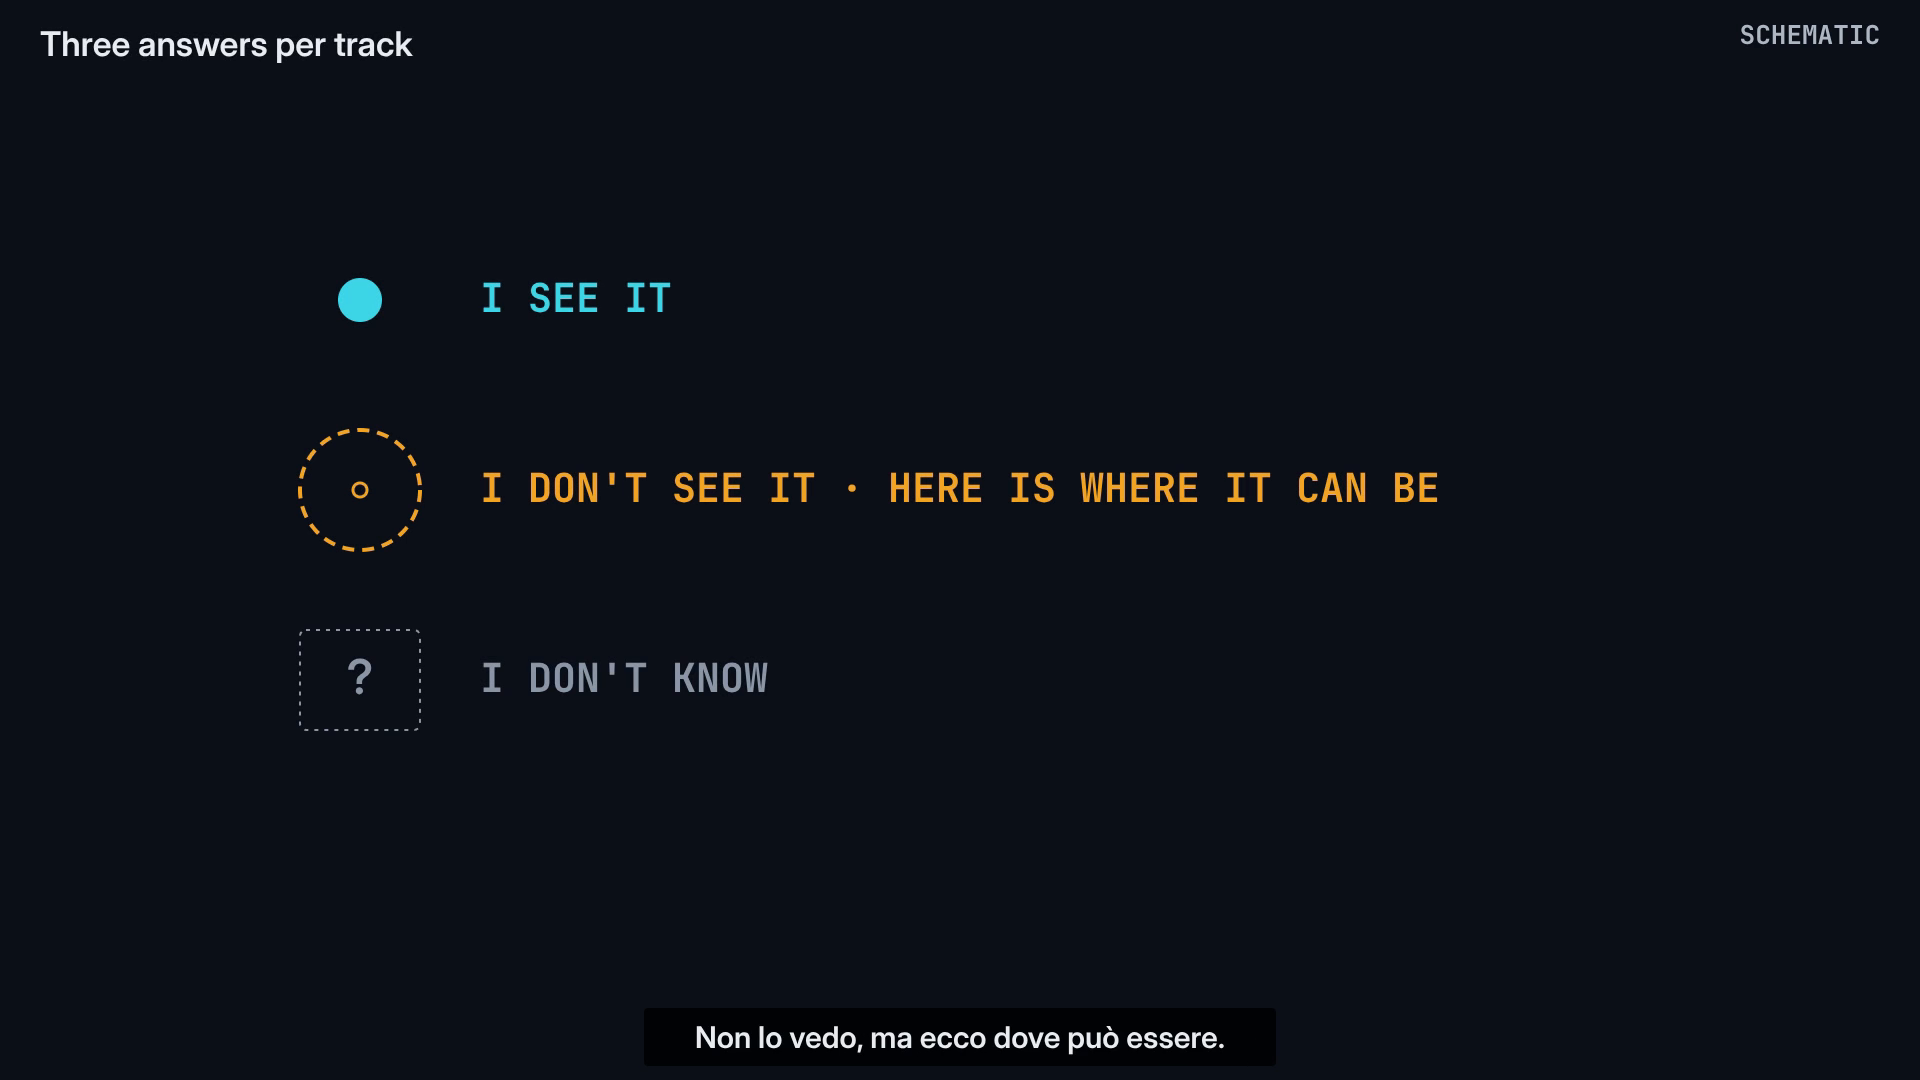 Three answers per track
SCHEMATIC
I SEE IT
I DON'T SEE IT · HERE IS WHERE IT CAN BE
?
I DON'T KNOW
Non lo vedo, ma ecco dove può essere.